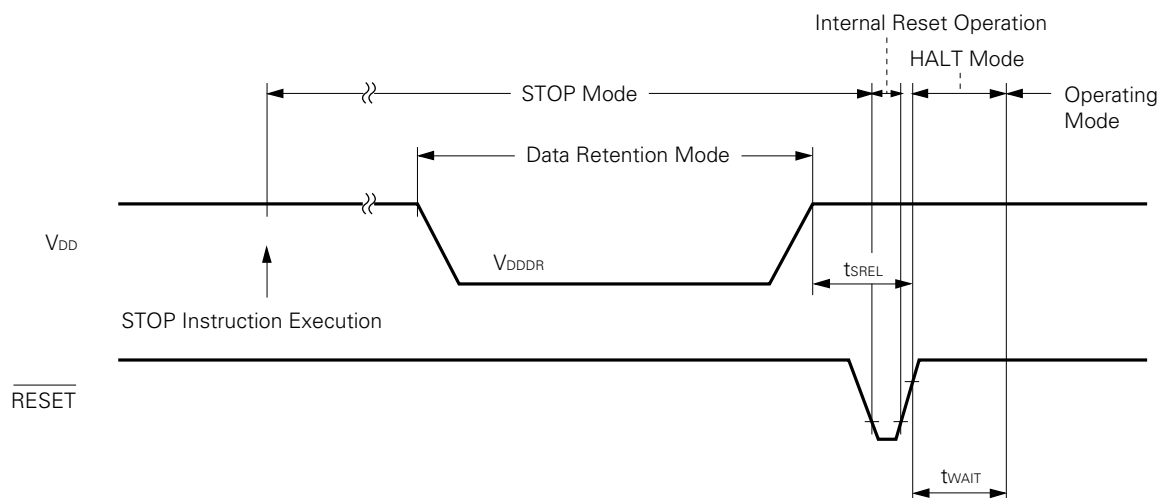 Internal Reset Operation
HALT Mode
STOP Mode
Operating
Mode
Data Retention Mode
VDD
VDDDR
tSREL
STOP Instruction Execution
RESET
tWAIT